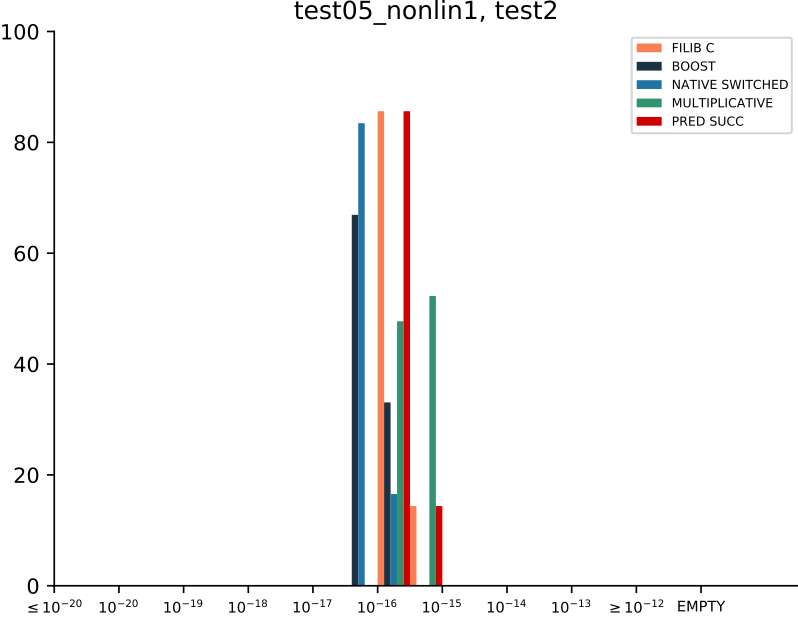 test05_nonlin1, test2
100
80
60
40
20
0
FILIB C
BOOST
NATIVE SWITCHED
MULTIPLICATIVE
PRED SUCC
≤10⁻²⁰ 10⁻²⁰ 10⁻¹⁹ 10⁻¹⁸ 10⁻¹⁷ 10⁻¹⁶ 10⁻¹⁵ 10⁻¹⁴ 10⁻¹³ ≥10⁻¹² EMPTY